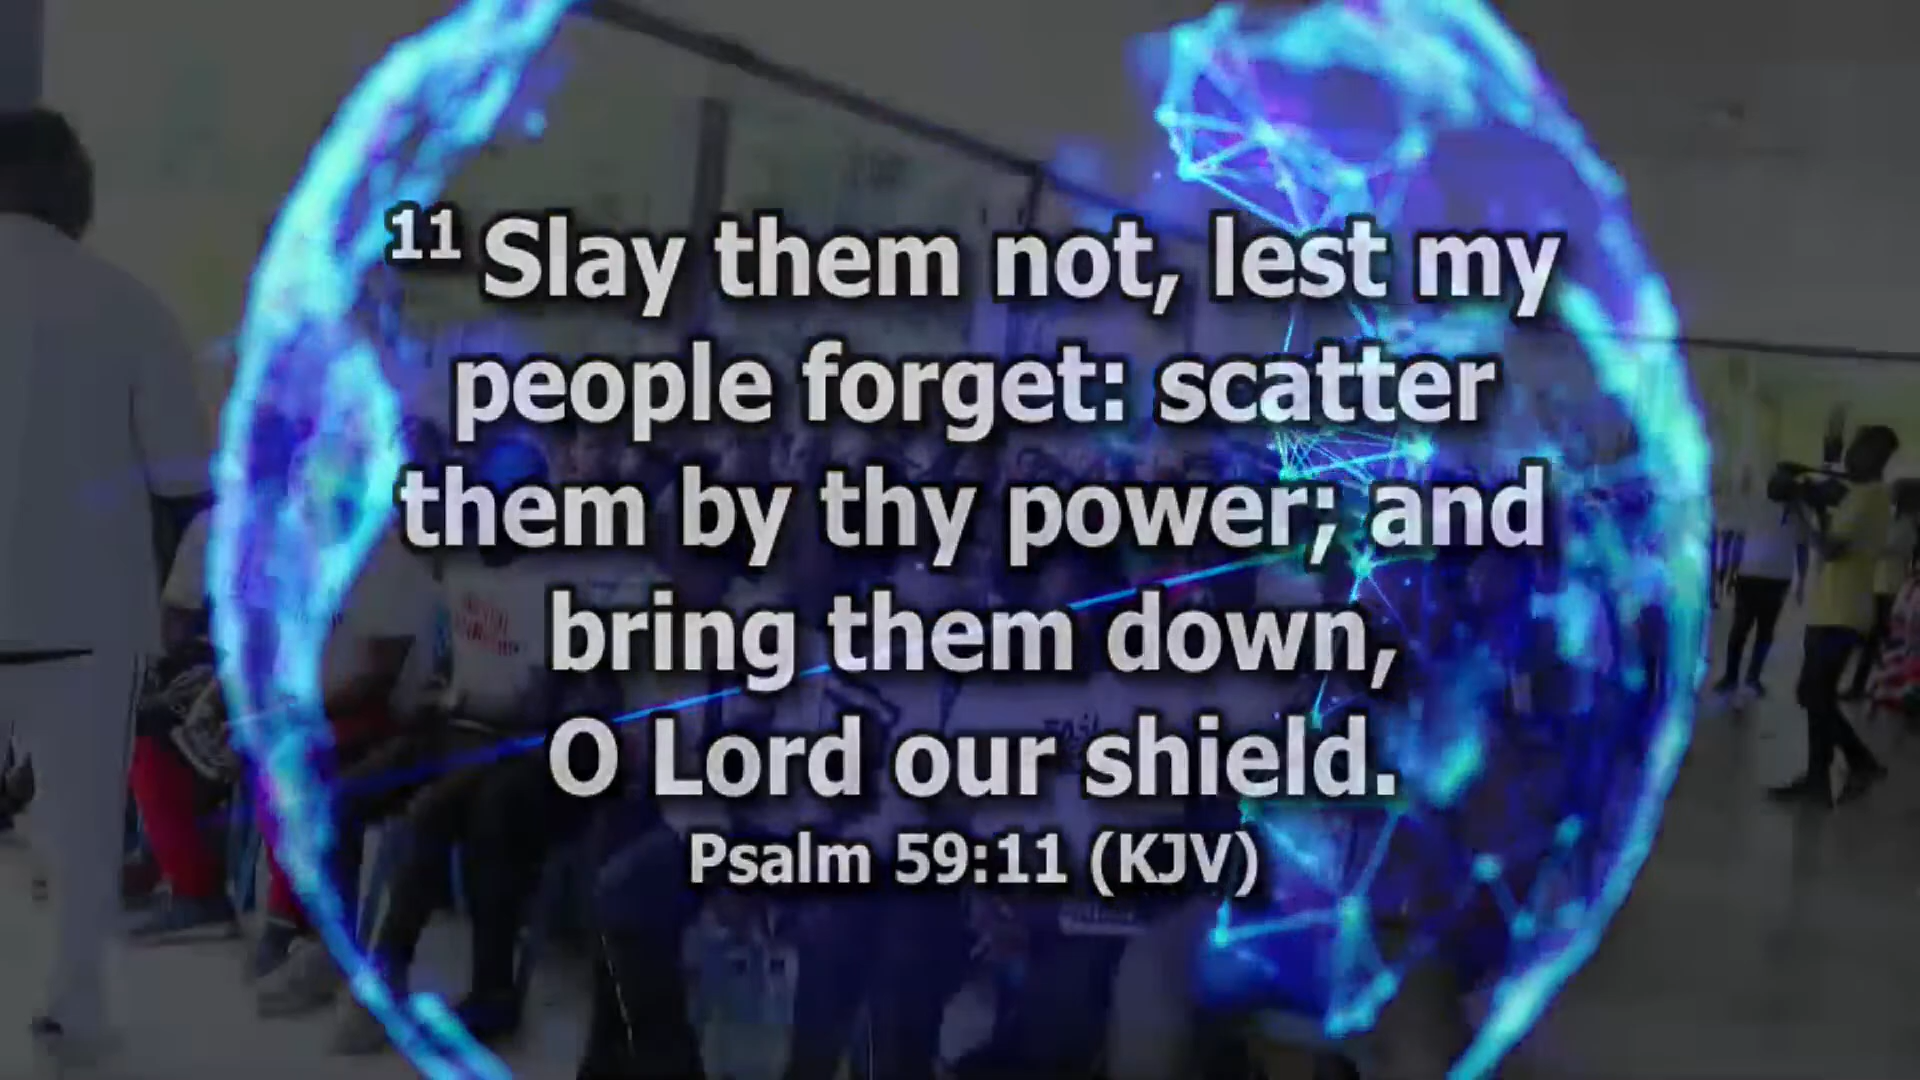 11 Slay them not, lest my
people forget: scatter
them by thy power; and
bring them down,
O Lord our shield.
Psalm 59:11 (KJV)